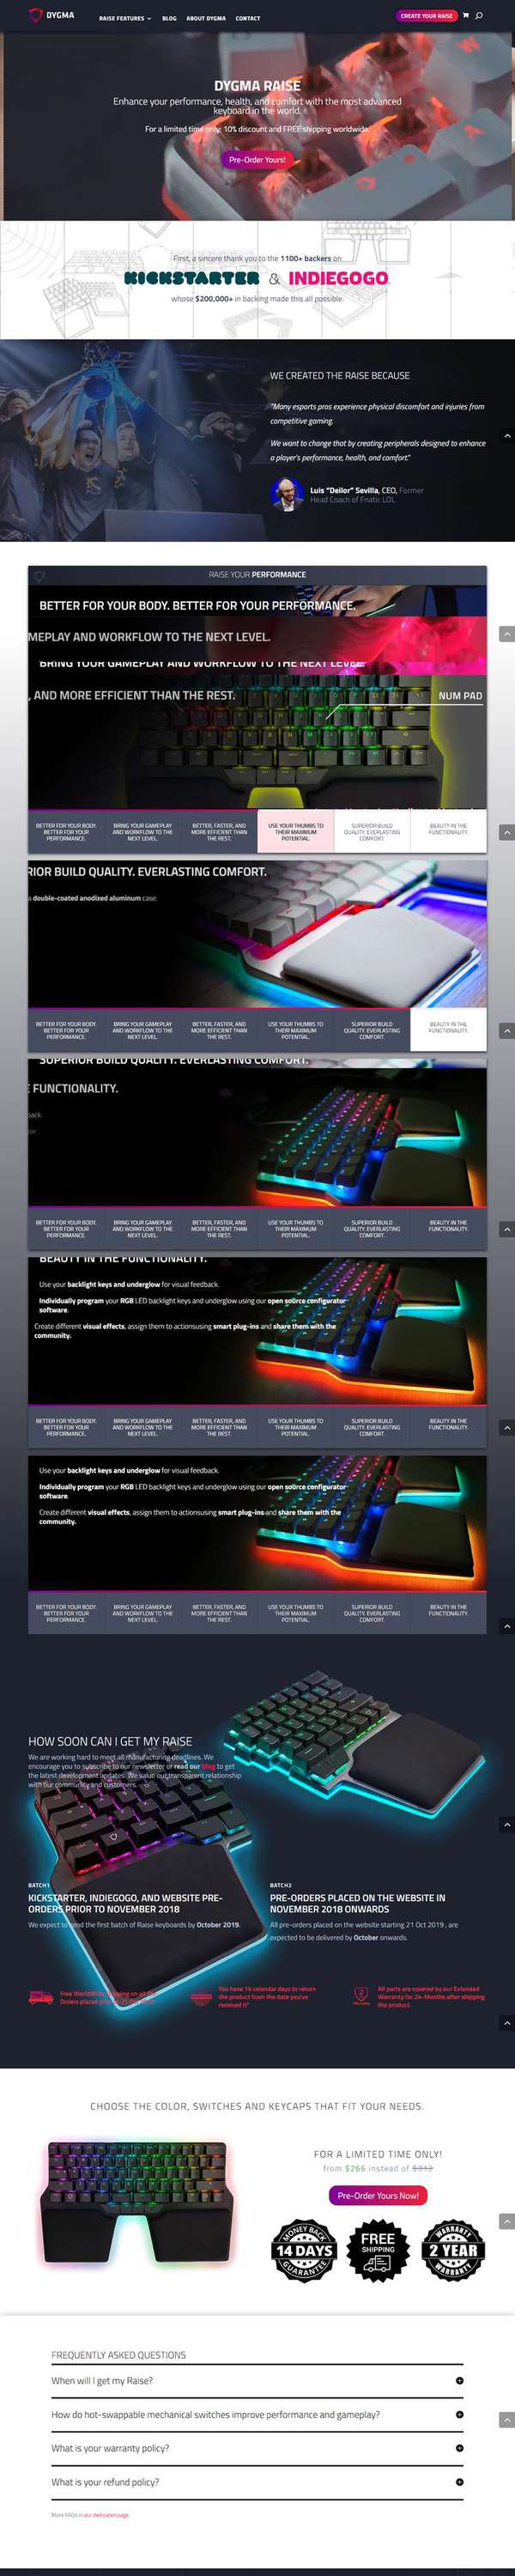 DYGMA
RAISE FEATURES
BLOG
ABOUT DYGMA
CONTACT
CREATE YOUR RAISE
DYGMA RAISE
Enhance your performance, health, and comfort with the most advanced
keyboard in the world.
For a limited time only: 10% discount and FREE shipping worldwide.
Pre-Order Yours!
First, a sincere thank you to the 1100+ backers on
KICKSTARTER & INDIEGOGO
whose $200,000+ in backing made this all possible.
WE CREATED THE RAISE BECAUSE
"Many esports pros experience physical discomfort and injuries from
competitive gaming.
We want to change that by creating peripherals designed to enhance
a player's performance, health, and comfort"
Luis "Deilor" Sevilla, CEO, Former
Head Coach of Fnatic LOL
RAISE YOUR PERFORMANCE
BETTER FOR YOUR BODY. BETTER FOR YOUR PERFORMANCE.
MEPLAY AND WORKFLOW TO THE NEXT LEVEL.
BRING YOUR GAMEPLAY AND WORKFLOW TO THE NEXT LEVEL.
, AND MORE EFFICIENT THAN THE REST.
NUM PAD
BETTER FOR YOUR BODY. BETTER FOR YOUR PERFORMANCE.
BRING YOUR GAMEPLAY AND WORKFLOW TO THE NEXT LEVEL.
BETTER, FASTER, AND MORE EFFICIENT THAN THE REST.
USE YOUR THUMBS TO THEIR MAXIMUM POTENTIAL.
SUPERIOR BUILD QUALITY. EVERLASTING COMFORT.
BEAUTY IN THE FUNCTIONALITY.
RIOR BUILD QUALITY. EVERLASTING COMFORT.
a double-coated anodized aluminum case.
BETTER FOR YOUR BODY. BETTER FOR YOUR PERFORMANCE.
BRING YOUR GAMEPLAY AND WORKFLOW TO THE NEXT LEVEL.
BETTER, FASTER, AND MORE EFFICIENT THAN THE REST.
USE YOUR THUMBS TO THEIR MAXIMUM POTENTIAL.
SUPERIOR BUILD QUALITY. EVERLASTING COMFORT.
BEAUTY IN THE FUNCTIONALITY.
SUPERIOR BUILD QUALITY. EVERLASTING COMFORT.
FUNCTIONALITY.
BETTER FOR YOUR BODY. BETTER FOR YOUR PERFORMANCE.
BRING YOUR GAMEPLAY AND WORKFLOW TO THE NEXT LEVEL.
BETTER, FASTER, AND MORE EFFICIENT THAN THE REST.
USE YOUR THUMBS TO THEIR MAXIMUM POTENTIAL.
SUPERIOR BUILD QUALITY. EVERLASTING COMFORT.
BEAUTY IN THE FUNCTIONALITY.
BEAUTY IN THE FUNCTIONALITY.
Use your backlight keys and underglow for visual feedback.
Individually program your RGB LED backlight keys and underglow using our open source configurator
software.
Create different visual effects, assign them to actionsusing smart plug-ins and share them with the
community.
BETTER FOR YOUR BODY. BETTER FOR YOUR PERFORMANCE.
BRING YOUR GAMEPLAY AND WORKFLOW TO THE NEXT LEVEL.
BETTER, FASTER, AND MORE EFFICIENT THAN THE REST.
USE YOUR THUMBS TO THEIR MAXIMUM POTENTIAL.
SUPERIOR BUILD QUALITY. EVERLASTING COMFORT.
BEAUTY IN THE FUNCTIONALITY.
Use your backlight keys and underglow for visual feedback.
Individually program your RGB LED backlight keys and underglow using our open source configurator
software.
Create different visual effects, assign them to actionsusing smart plug-ins and share them with the
community.
BETTER FOR YOUR BODY. BETTER FOR YOUR PERFORMANCE.
BRING YOUR GAMEPLAY AND WORKFLOW TO THE NEXT LEVEL.
BETTER, FASTER, AND MORE EFFICIENT THAN THE REST.
USE YOUR THUMBS TO THEIR MAXIMUM POTENTIAL.
SUPERIOR BUILD QUALITY. EVERLASTING COMFORT.
BEAUTY IN THE FUNCTIONALITY.
HOW SOON CAN I GET MY RAISE
We are working hard to meet all manufacturing deadlines. We
encourage you to subscribe to our newsletter or read our blog to get
the latest development updates. We value our transparent relationship
with our community and customers.
BATCH1
KICKSTARTER, INDIEGOGO, AND WEBSITE PRE-
ORDERS PRIOR TO NOVEMBER 2018
We expect to send the first batch of Raise keyboards by October 2019.
BATCH2
PRE-ORDERS PLACED ON THE WEBSITE IN
NOVEMBER 2018 ONWARDS
All pre-orders placed on the website starting 21 Oct 2019 , are
expected to be delivered by October onwards.
Free WorldWide Shipping on all
Orders placed
You have 14 calendar days to return
the product from the date you've
received it*
All parts are covered by our Extended
Warranty for 24-Months after shipping
the product.
CHOOSE THE COLOR, SWITCHES AND KEYCAPS THAT FIT YOUR NEEDS.
FOR A LIMITED TIME ONLY!
from $266 instead of $312
Pre-Order Yours Now!
MONEY BACK
14 DAYS
GUARANTEE
FREE
SHIPPING
WARRANTY
2 YEAR
WARRANTY
FREQUENTLY ASKED QUESTIONS
When will I get my Raise?
How do hot-swappable mechanical switches improve performance and gameplay?
What is your warranty policy?
What is your refund policy?
More FAQs in our dedicated page